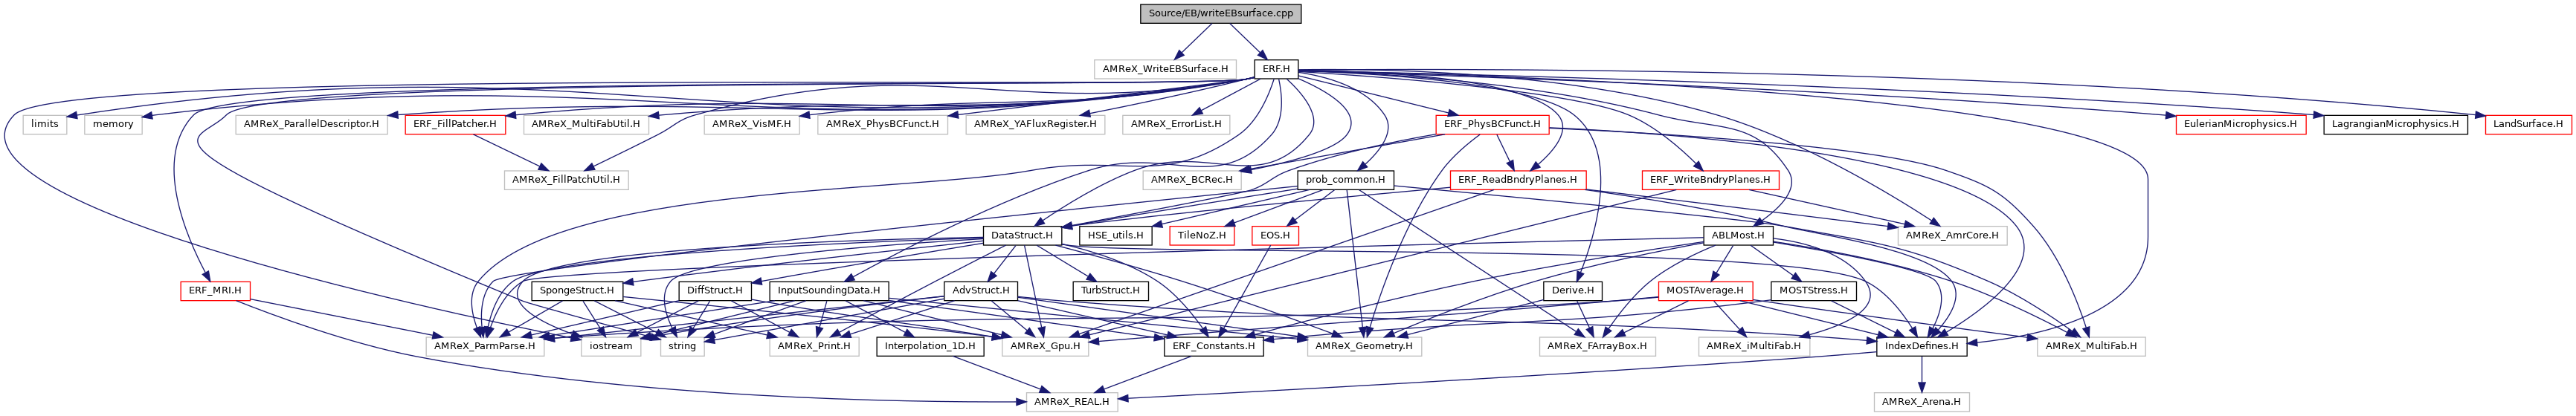 Source/EB/writeEBsurface.cpp
AMReX_WriteEBSurface.H
ERF.H
limits
memory
AMReX_ParallelDescriptor.H
ERF_FillPatcher.H
AMReX_MultiFabUtil.H
AMReX_VisMF.H
AMReX_PhysBCFunct.H
AMReX_YAFluxRegister.H
AMReX_ErrorList.H
ERF_PhysBCFunct.H
EulerianMicrophysics.H
LagrangianMicrophysics.H
LandSurface.H
AMReX_FillPatchUtil.H
AMReX_BCRec.H
prob_common.H
ERF_ReadBndryPlanes.H
ERF_WriteBndryPlanes.H
DataStruct.H
HSE_utils.H
TileNoZ.H
EOS.H
ABLMost.H
AMReX_AmrCore.H
ERF_MRI.H
SpongeStruct.H
DiffStruct.H
InputSoundingData.H
AdvStruct.H
TurbStruct.H
Derive.H
MOSTAverage.H
MOSTStress.H
AMReX_ParmParse.H
iostream
string
AMReX_Print.H
Interpolation_1D.H
AMReX_Gpu.H
ERF_Constants.H
AMReX_Geometry.H
AMReX_FArrayBox.H
AMReX_iMultiFab.H
IndexDefines.H
AMReX_MultiFab.H
AMReX_REAL.H
AMReX_Arena.H